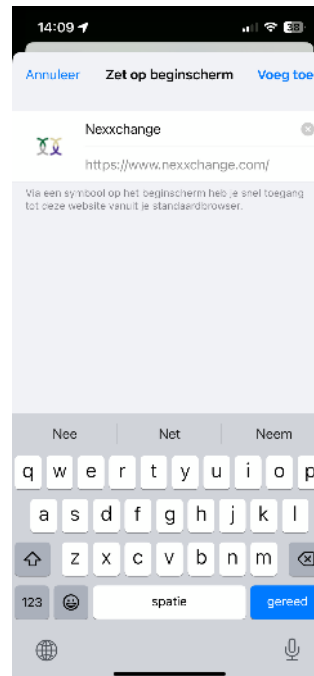 14:09
38
Annuleer Zet op beginscherm Voeg toe
Nexxchange
https://www.nexxchange.com/
Via een symbool op het beginscherm heb je snel toegang
tot deze website vanuit je standaardbrowser.
Nee Net Neem
q w e r t y u i o p
a s d f g h j k l
z x c v b n m
123 spatie gereed